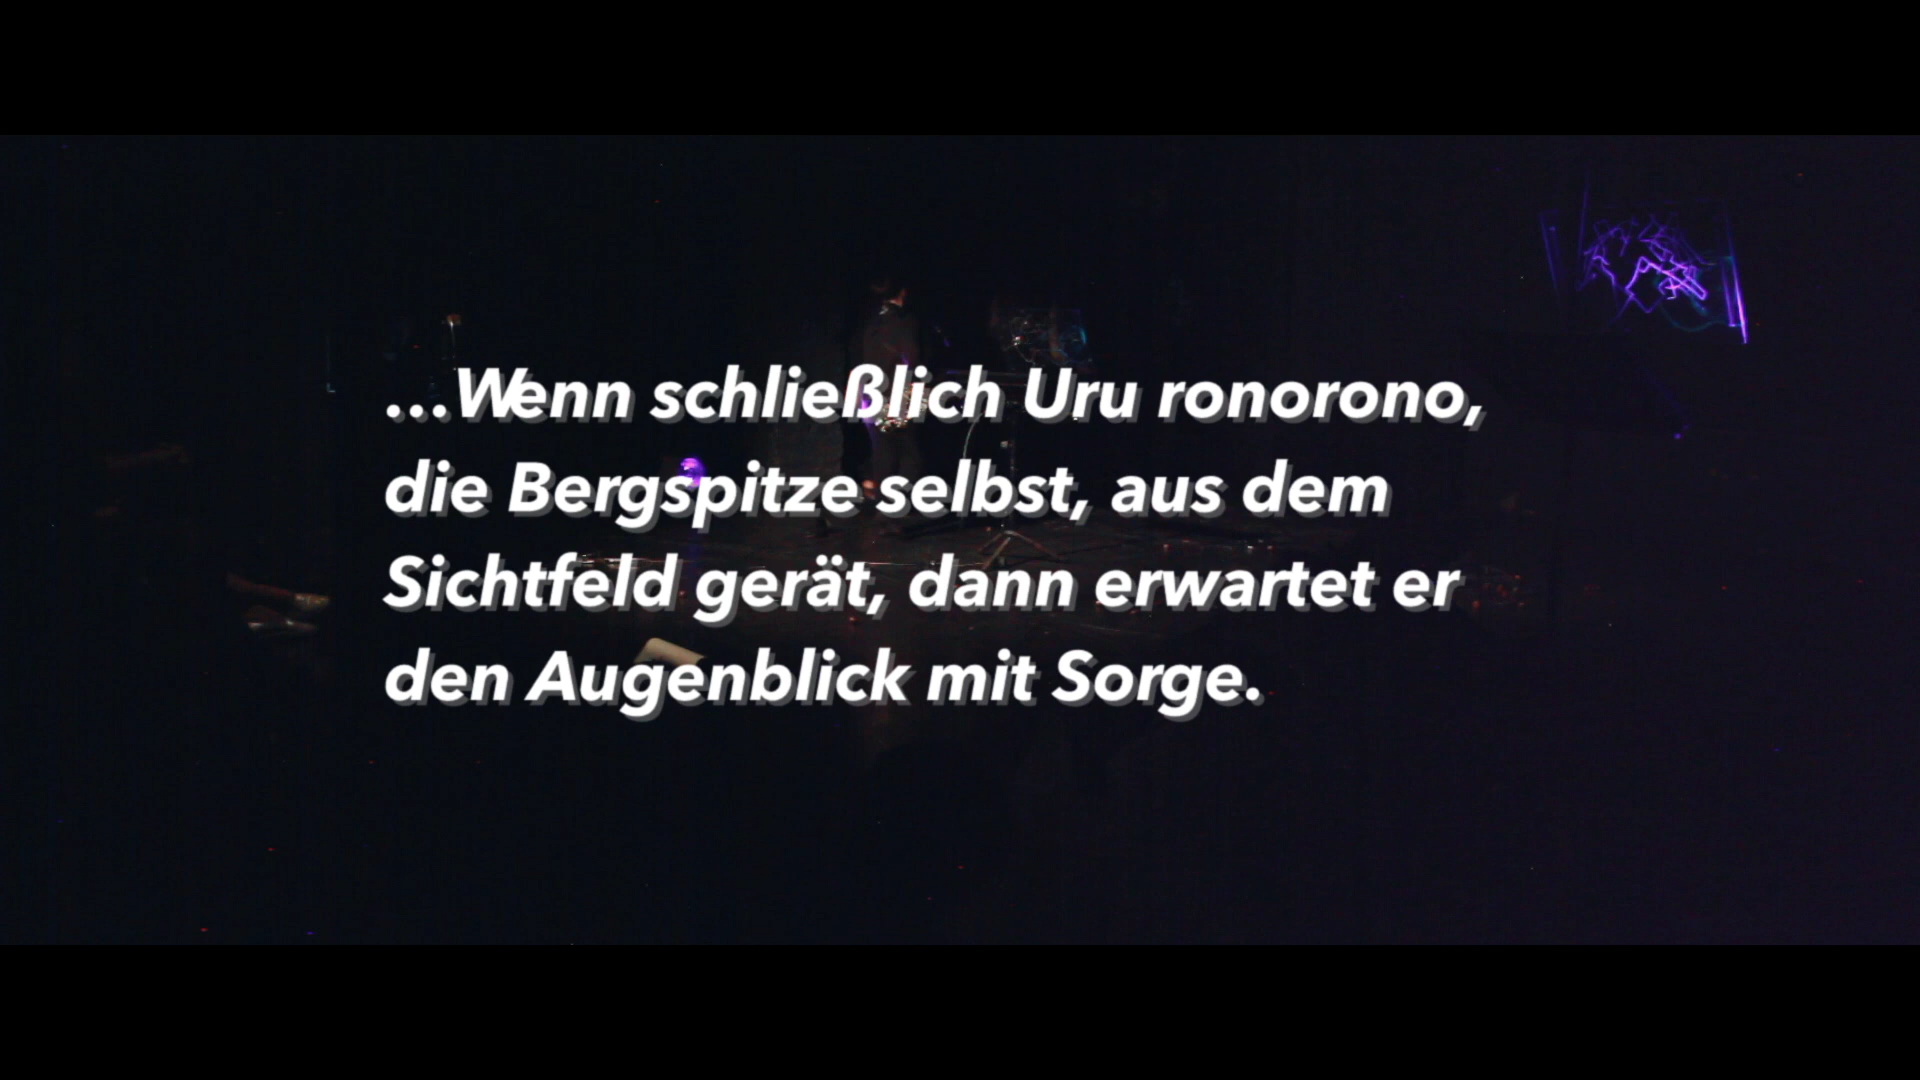 …Wenn schließlich Uru ronorono,
die Bergspitze selbst, aus dem
Sichtfeld gerät, dann erwartet er
den Augenblick mit Sorge.